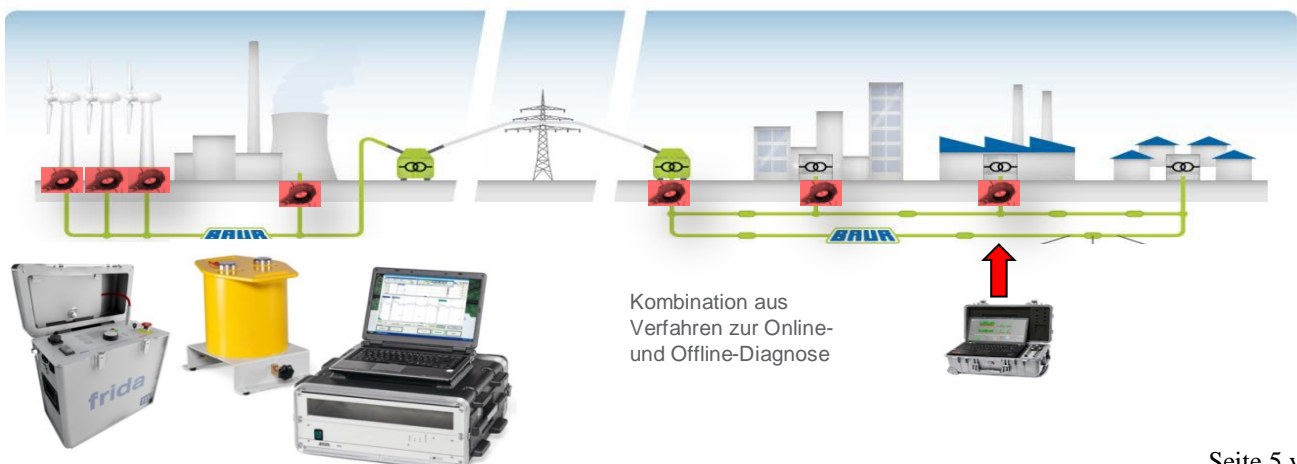 BAUR
BAUR
Kombination aus
Verfahren zur Online-
und Offline-Diagnose
frida
Seite 5 v